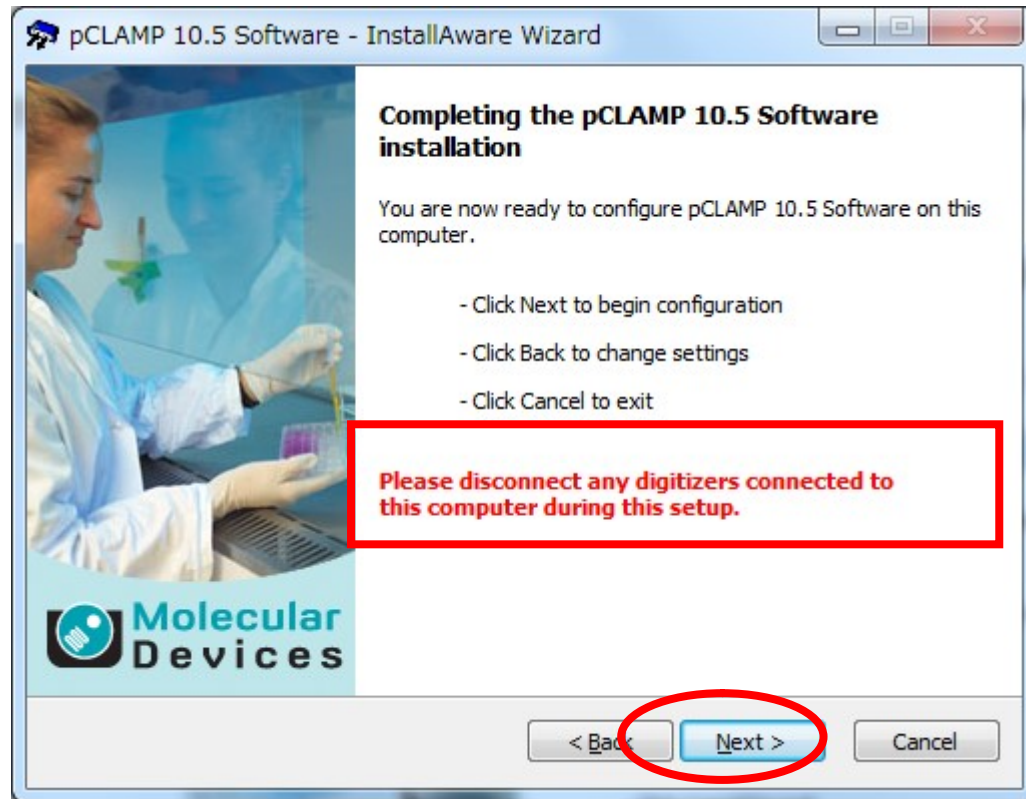 pCLAMP 10.5 Software - InstallAware Wizard
Completing the pCLAMP 10.5 Software
installation
You are now ready to configure pCLAMP 10.5 Software on this
computer.
- Click Next to begin configuration
- Click Back to change settings
- Click Cancel to exit
Please disconnect any digitizers connected to
this computer during this setup.
Molecular
Devices
< Back Next > Cancel